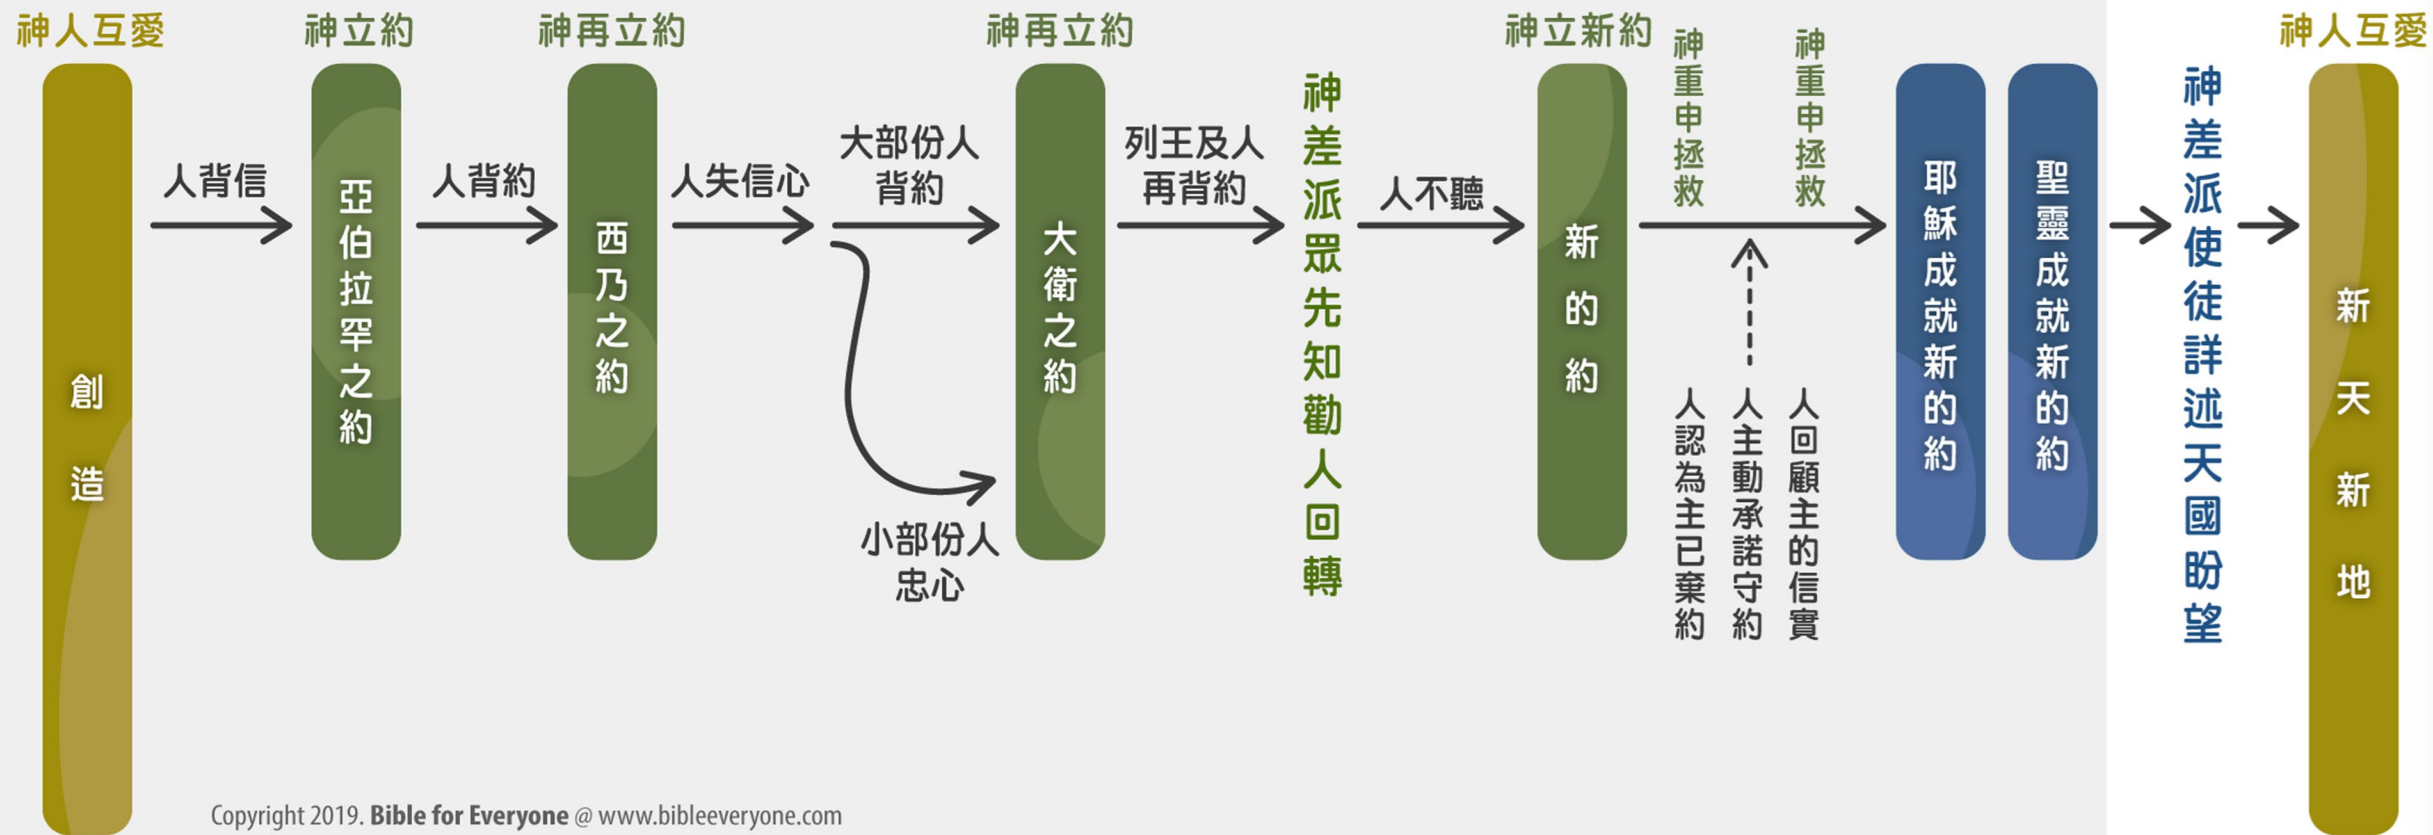 神人互愛
創造
人背信
神立約
亞伯拉罕之約
人背約
神再立約
西乃之約
人失信心
大部份人
背約
小部份人
忠心
神再立約
大衛之約
列王及人
再背約
神差派眾先知勸人回轉
人不聽
神立新約
新的約
神重申拯救
神重申拯救
人認為主已棄約
人主動承諾守約
人回顧主的信實
耶穌成就新的約
聖靈成就新的約
神差派使徒詳述天國盼望
神人互愛
新天新地
Copyright 2019. Bible for Everyone @ www.bibleeveryone.com